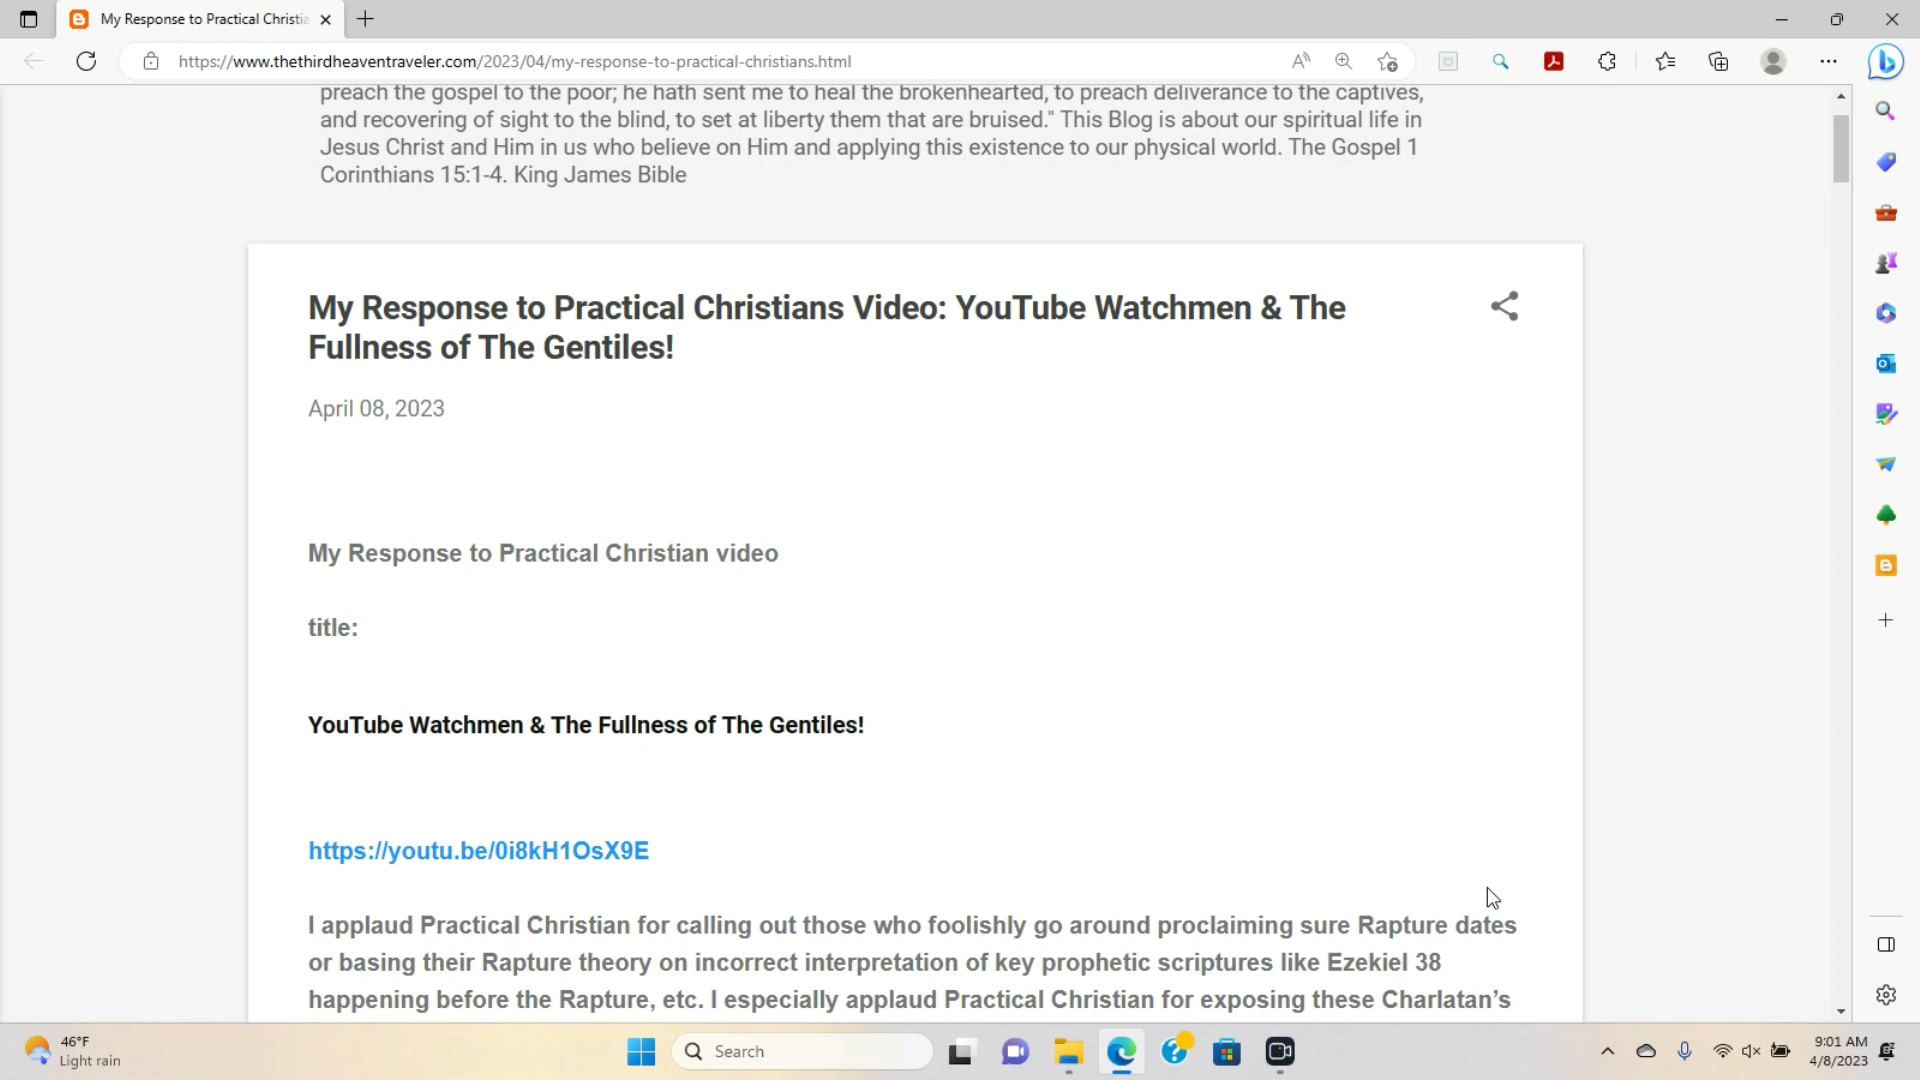 My Response to Practical Christia
https://www.thethirdheaventraveler.com/2023/04/my-response-to-practical-christians.html
preach the gospel to the poor; he hath sent me to heal the brokenhearted, to preach deliverance to the captives,
and recovering of sight to the blind, to set at liberty them that are bruised." This Blog is about our spiritual life in
Jesus Christ and Him in us who believe on Him and applying this existence to our physical world. The Gospel 1
Corinthians 15:1-4. King James Bible
My Response to Practical Christians Video: YouTube Watchmen & The
Fullness of The Gentiles!
April 08, 2023
My Response to Practical Christian video
title:
YouTube Watchmen & The Fullness of The Gentiles!
https://youtu.be/0i8kH1OsX9E
I applaud Practical Christian for calling out those who foolishly go around proclaiming sure Rapture dates
or basing their Rapture theory on incorrect interpretation of key prophetic scriptures like Ezekiel 38
happening before the Rapture, etc. I especially applaud Practical Christian for exposing these Charlatan’s
46°F
Light rain
Search
9:01 AM
4/8/2023